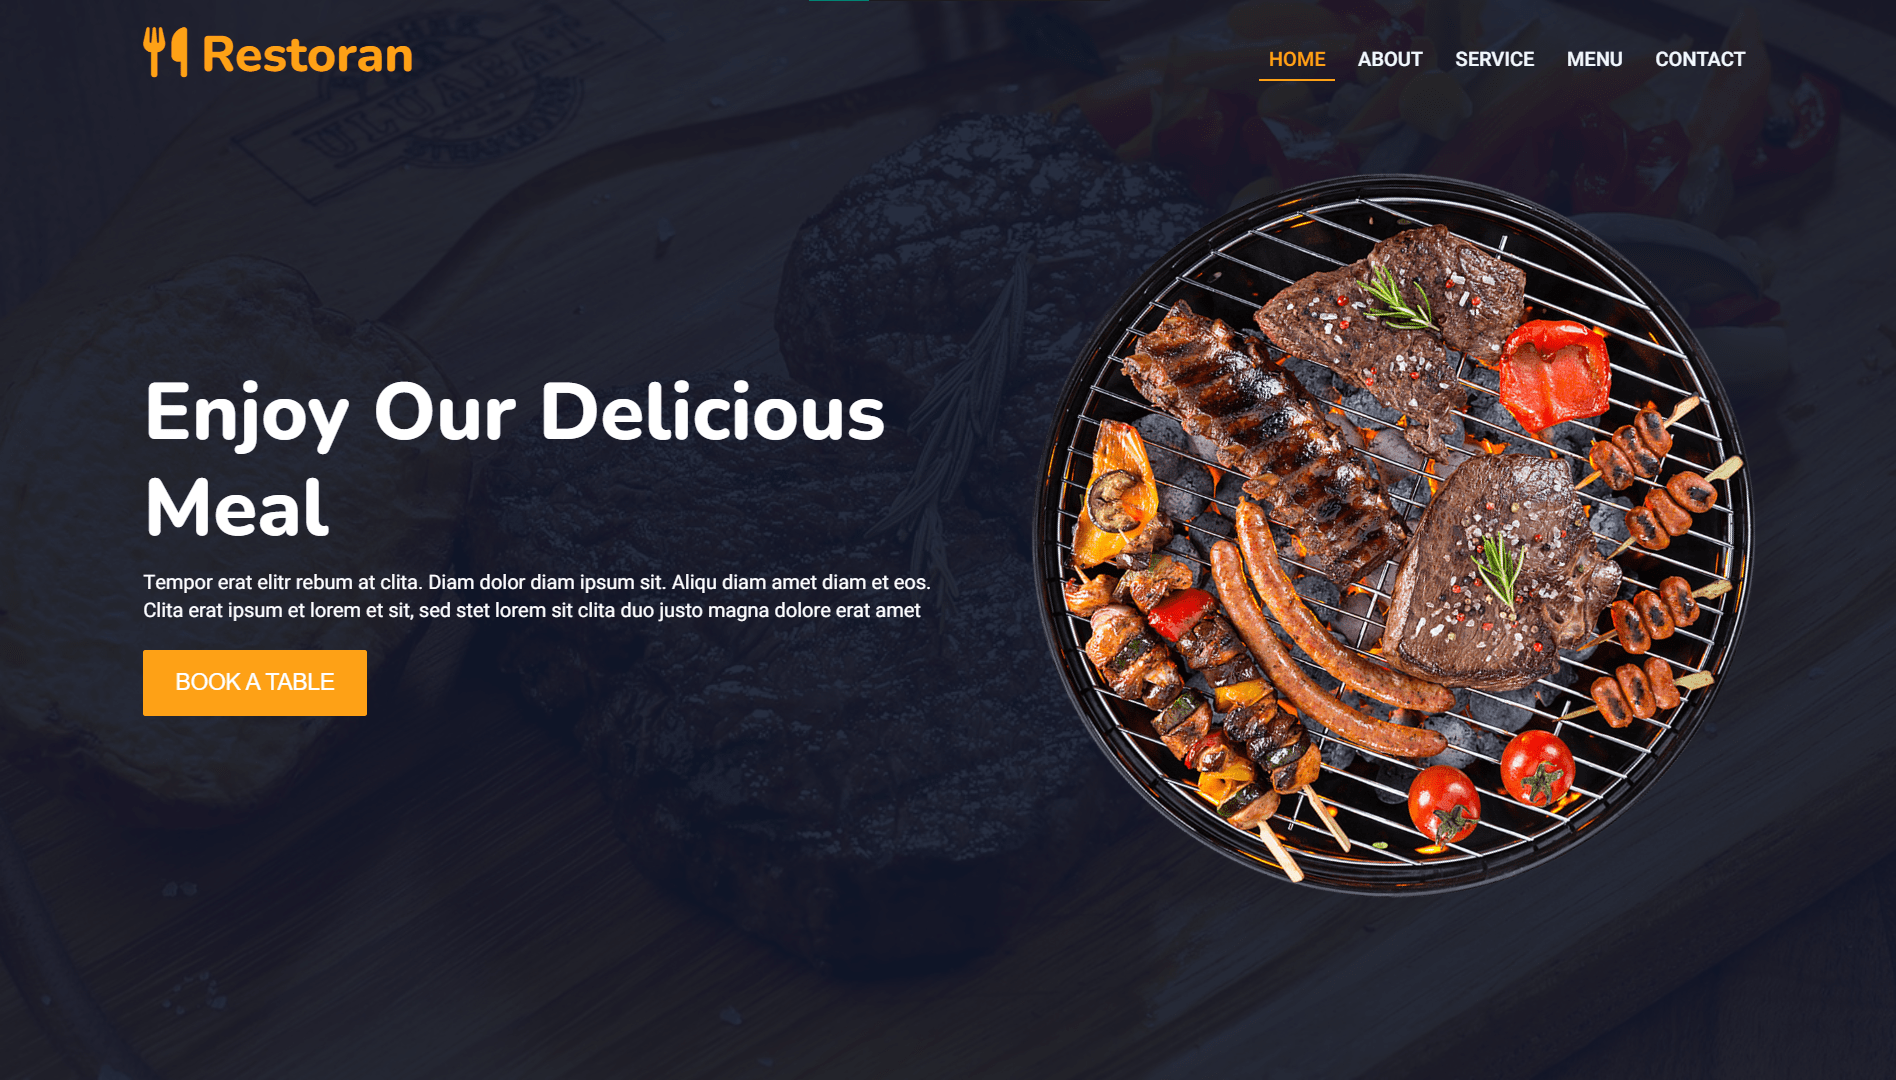 Restoran
HOME ABOUT SERVICE MENU CONTACT
ULUAFAT
Enjoy Our Delicious
Meal
Tempor erat elitr rebum at clita. Diam dolor diam ipsum sit. Aliqu diam amet diam et eos.
Clita erat ipsum et lorem et sit, sed stet lorem sit clita duo justo magna dolore erat amet
BOOK A TABLE